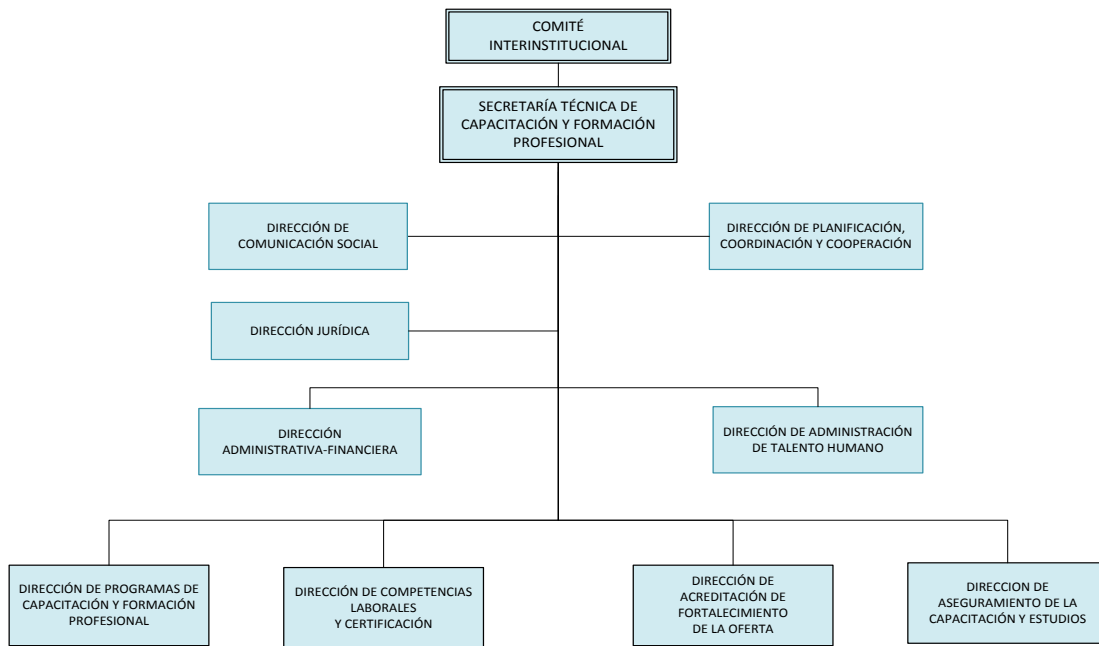 COMITÉ
INTERINSTITUCIONAL
SECRETARÍA TÉCNICA DE
CAPACITACIÓN Y FORMACIÓN
PROFESIONAL
DIRECCIÓN DE
COMUNICACIÓN SOCIAL
DIRECCIÓN DE PLANIFICACIÓN,
COORDINACIÓN Y COOPERACIÓN
DIRECCIÓN JURÍDICA
DIRECCIÓN
ADMINISTRATIVA-FINANCIERA
DIRECCIÓN DE ADMINISTRACIÓN
DE TALENTO HUMANO
DIRECCIÓN DE PROGRAMAS DE
CAPACITACIÓN Y FORMACIÓN
PROFESIONAL
DIRECCIÓN DE COMPETENCIAS
LABORALES
Y CERTIFICACIÓN
DIRECCIÓN DE
ACREDITACIÓN DE
FORTALECIMIENTO
DE LA OFERTA
DIRECCION DE
ASEGURAMIENTO DE LA
CAPACITACIÓN Y ESTUDIOS